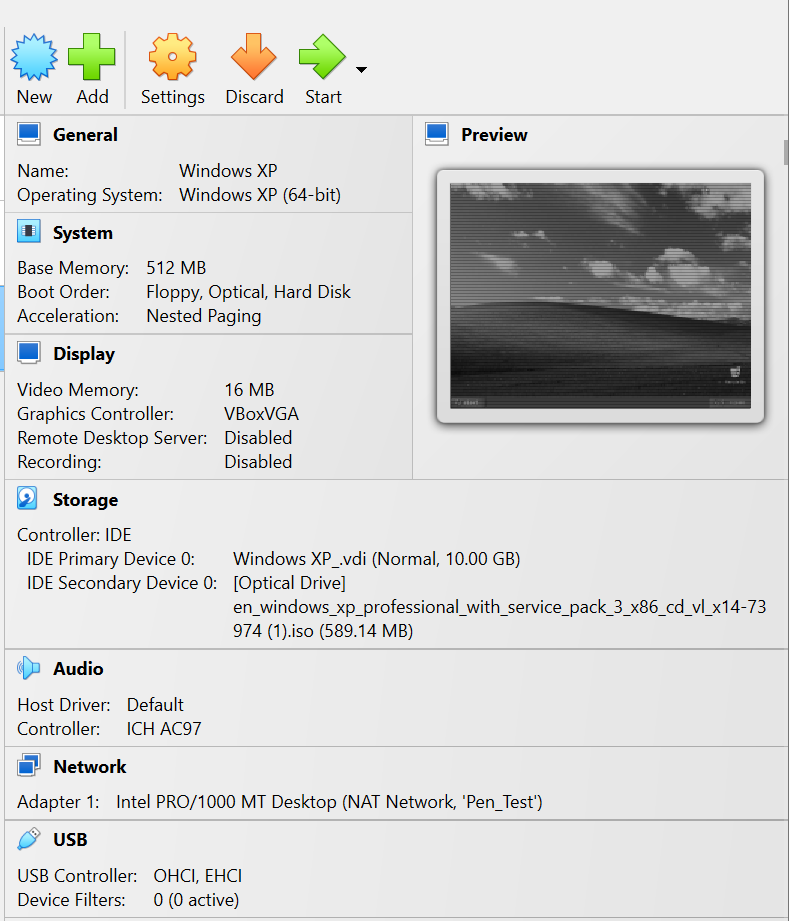 New Add Settings Discard Start
General
Name: Windows XP
Operating System: Windows XP (64-bit)
System
Base Memory: 512 MB
Boot Order: Floppy, Optical, Hard Disk
Acceleration: Nested Paging
Display
Video Memory: 16 MB
Graphics Controller: VBoxVGA
Remote Desktop Server: Disabled
Recording: Disabled
Preview
Storage
Controller: IDE
IDE Primary Device 0: Windows XP_.vdi (Normal, 10.00 GB)
IDE Secondary Device 0: [Optical Drive]
en_windows_xp_professional_with_service_pack_3_x86_cd_vl_x14-73
974 (1).iso (589.14 MB)
Audio
Host Driver: Default
Controller: ICH AC97
Network
Adapter 1: Intel PRO/1000 MT Desktop (NAT Network, 'Pen_Test')
USB
USB Controller: OHCI, EHCI
Device Filters: 0 (0 active)